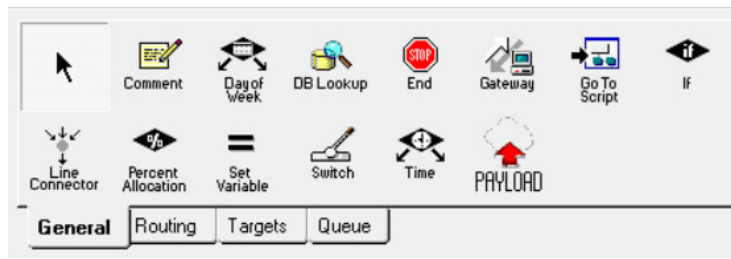 Comment
Day of
Week
DB Lookup
STOP
End
Gateway
Go To
Script
if
If
Line
Connector
%
Percent
Allocation
=
Set
Variable
Switch
Time
PAYLOAD
General
Routing
Targets
Queue